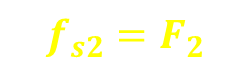 f_{s2} = F_2